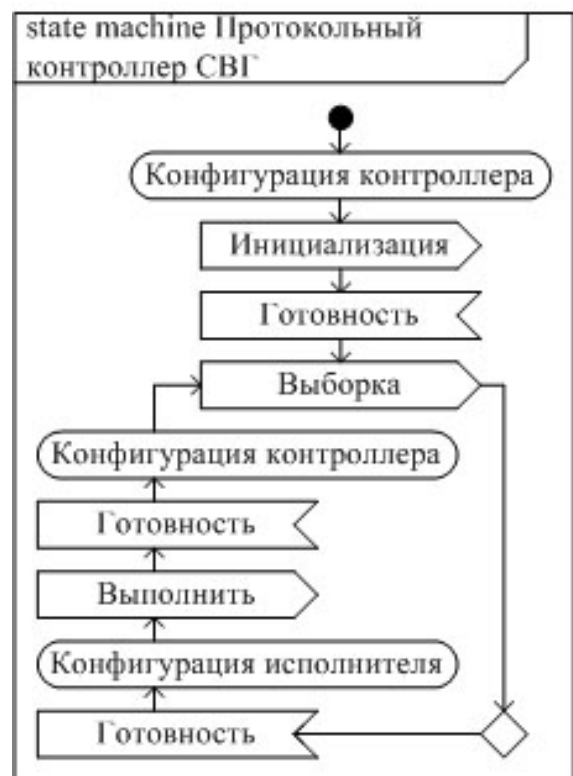 state machine Протокольный
контроллер СВГ
Конфигурация контроллера
Инициализация
Готовность
Выборка
Конфигурация контроллера
Готовность
Выполнить
Конфигурация исполнителя
Готовность